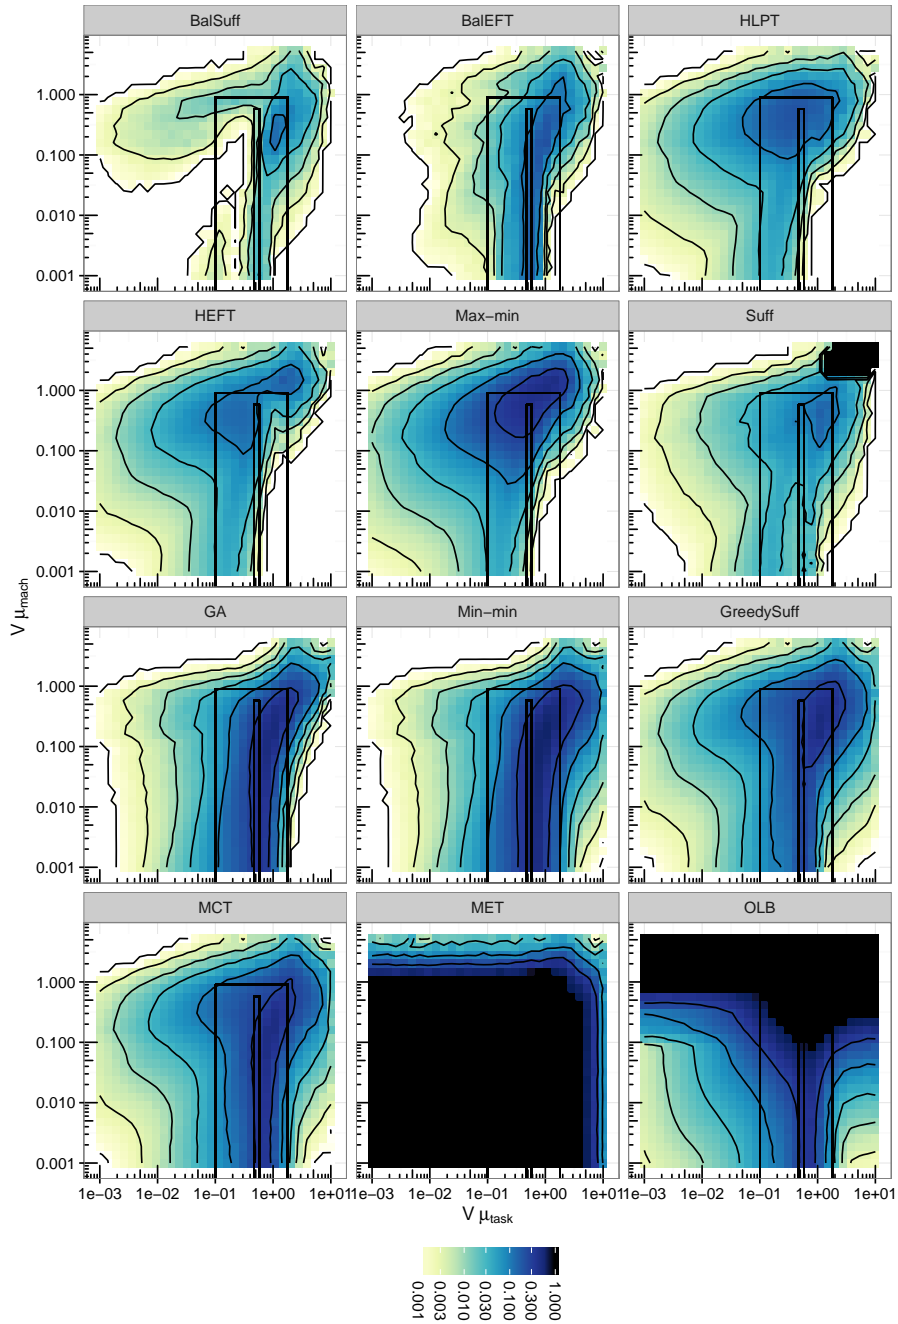 BalSuff BalEFT HLPT
1.000
0.100
0.010
0.001
HEFT Max−min Suff
1.000
0.100
0.010
0.001
GA Min−min GreedySuff
1.000
0.100
0.010
0.001
MCT MET OLB
1.000
0.100
0.010
0.001
1e−03 1e−02 1e−01 1e+00 1e+01 1e−03 1e−02 1e−01 1e+00 1e+01 1e−03 1e−02 1e−01 1e+00 1e+01
V μmach
V μtask
0.001 0.003 0.010 0.030 0.100 0.300 1.000